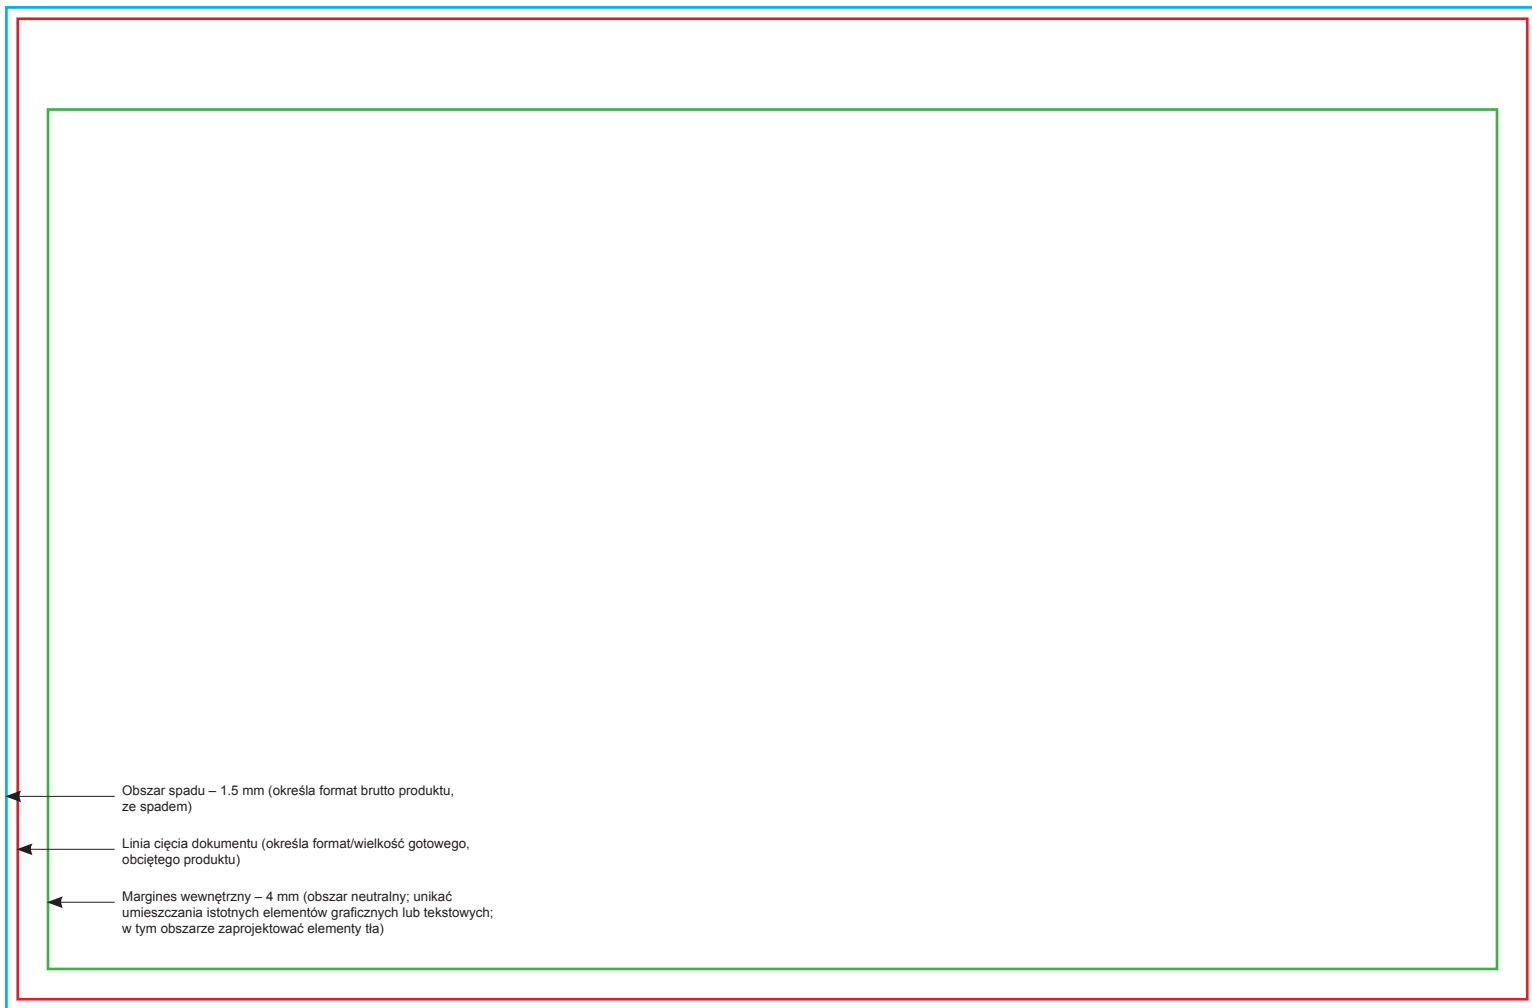 Obszar spadu – 1.5 mm (określa format brutto produktu,
ze spadem)
Linia cięcia dokumentu (określa format/wielkość gotowego,
obciętego produktu)
Margines wewnętrzny – 4 mm (obszar neutralny; unikać
umieszczania istotnych elementów graficznych lub tekstowych;
w tym obszarze zaprojektować elementy tła)